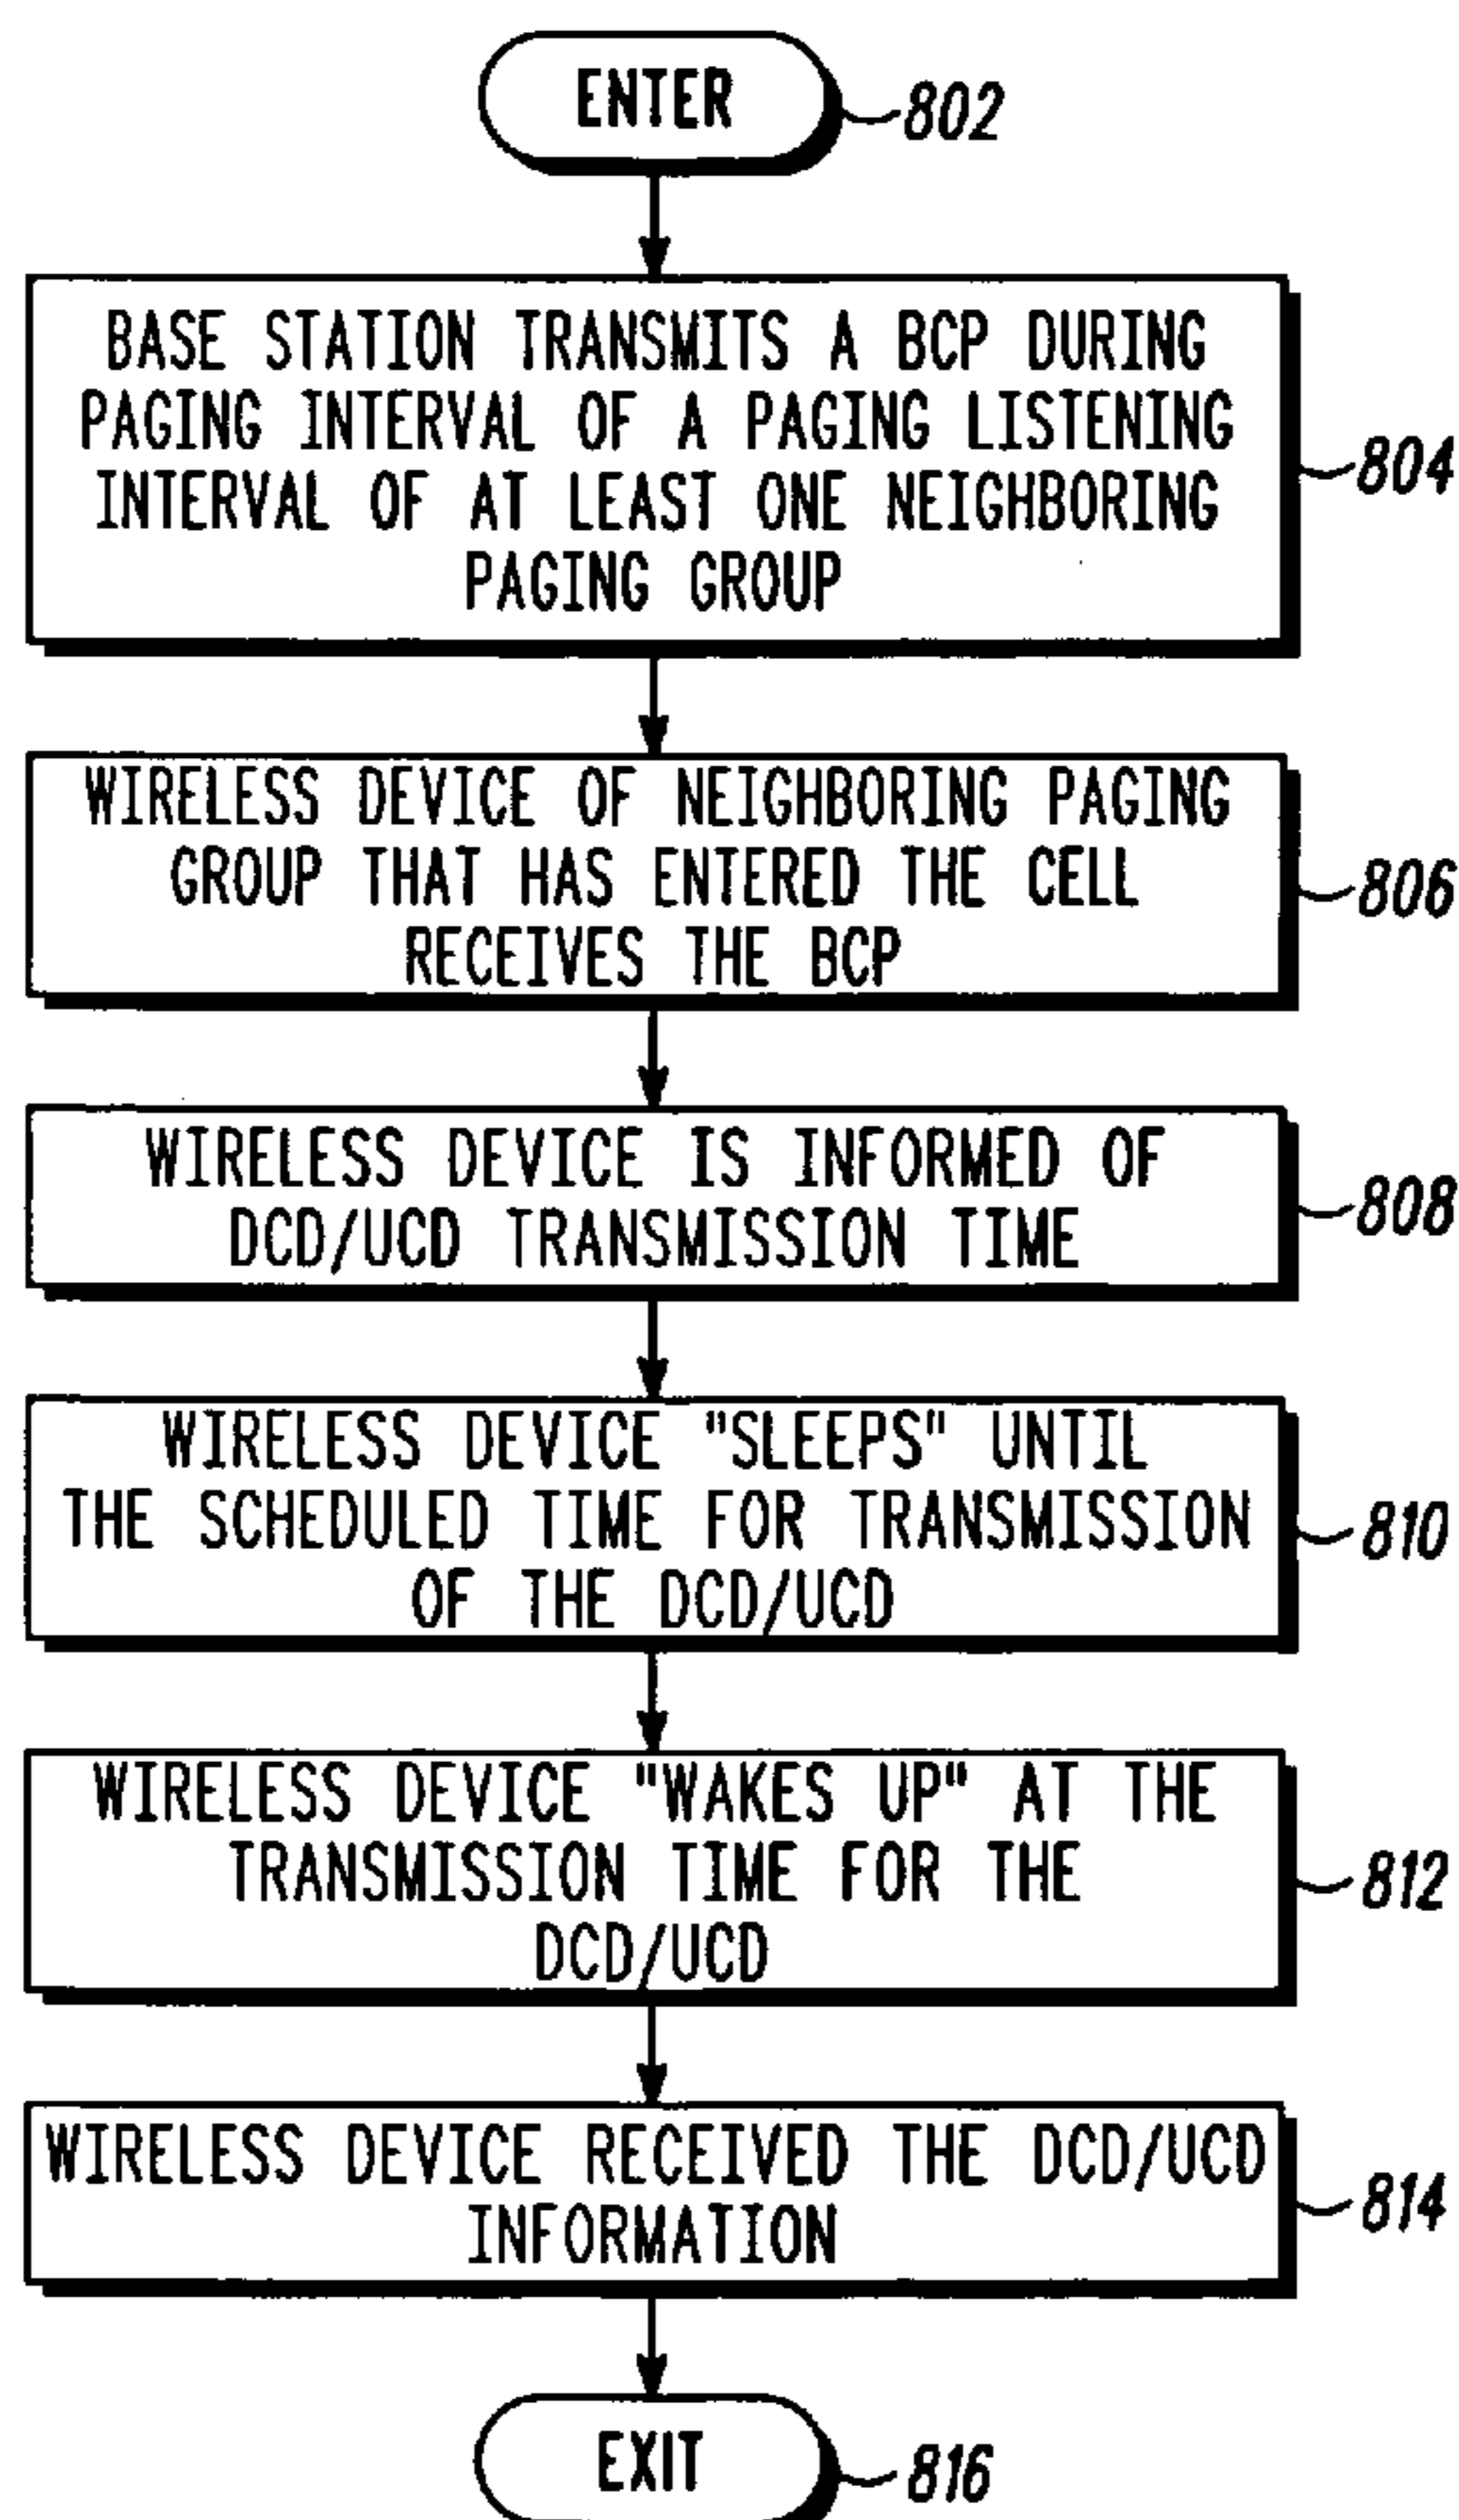 ENTER
802
BASE STATION TRANSMITS A BCP DURING
PAGING INTERVAL OF A PAGING LISTENING
INTERVAL OF AT LEAST ONE NEIGHBORING
PAGING GROUP
804
WIRELESS DEVICE OF NEIGHBORING PAGING
GROUP THAT HAS ENTERED THE CELL
RECEIVES THE BCP
806
WIRELESS DEVICE IS INFORMED OF
DCD/UCD TRANSMISSION TIME
808
WIRELESS DEVICE "SLEEPS" UNTIL
THE SCHEDULED TIME FOR TRANSMISSION
OF THE DCD/UCD
810
WIRELESS DEVICE "WAKES UP" AT THE
TRANSMISSION TIME FOR THE
DCD/UCD
812
WIRELESS DEVICE RECEIVED THE DCD/UCD
INFORMATION
814
EXIT
816